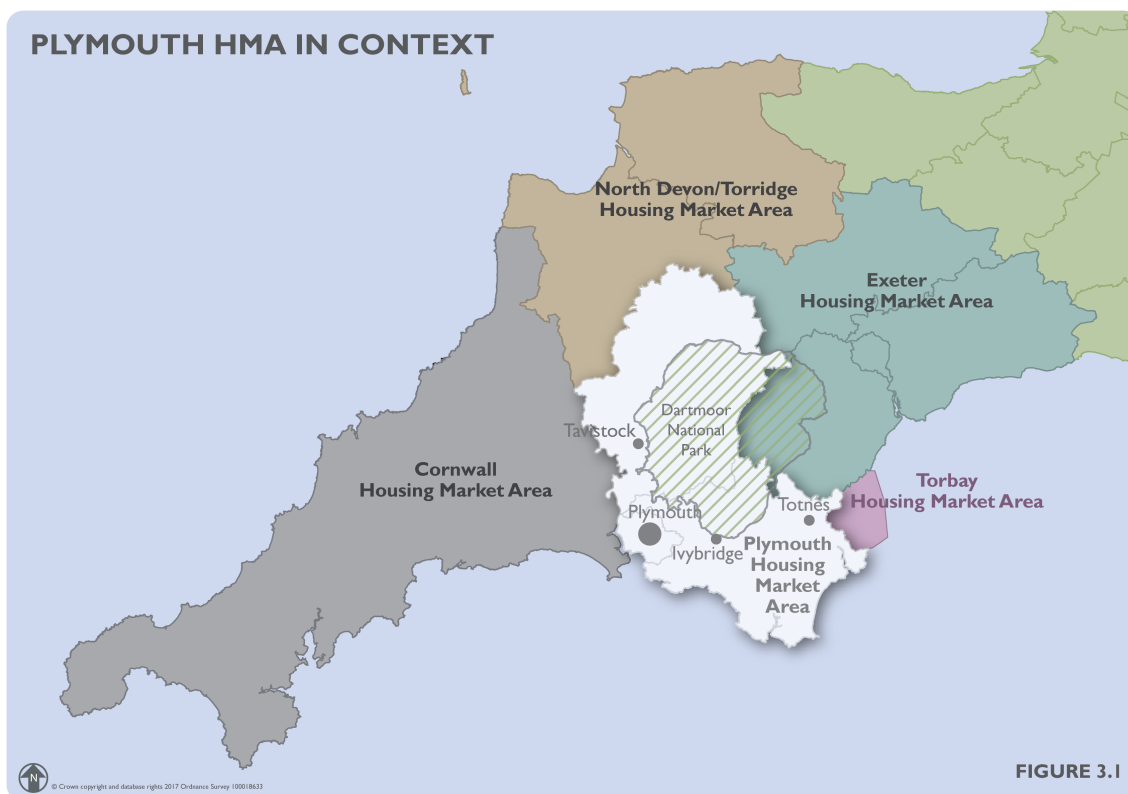 PLYMOUTH HMA IN CONTEXT
North Devon/Torridge
Housing Market Area
Exeter
Housing Market Area
Dartmoor
National
Park
Tavistock
Cornwall
Housing Market Area
Torbay
Housing Market Area
Totnes
Plymouth
Ivybridge
Plymouth
Housing
Market
Area
N
© Crown copyright and database rights 2017 Ordnance Survey 100018633
FIGURE 3.1